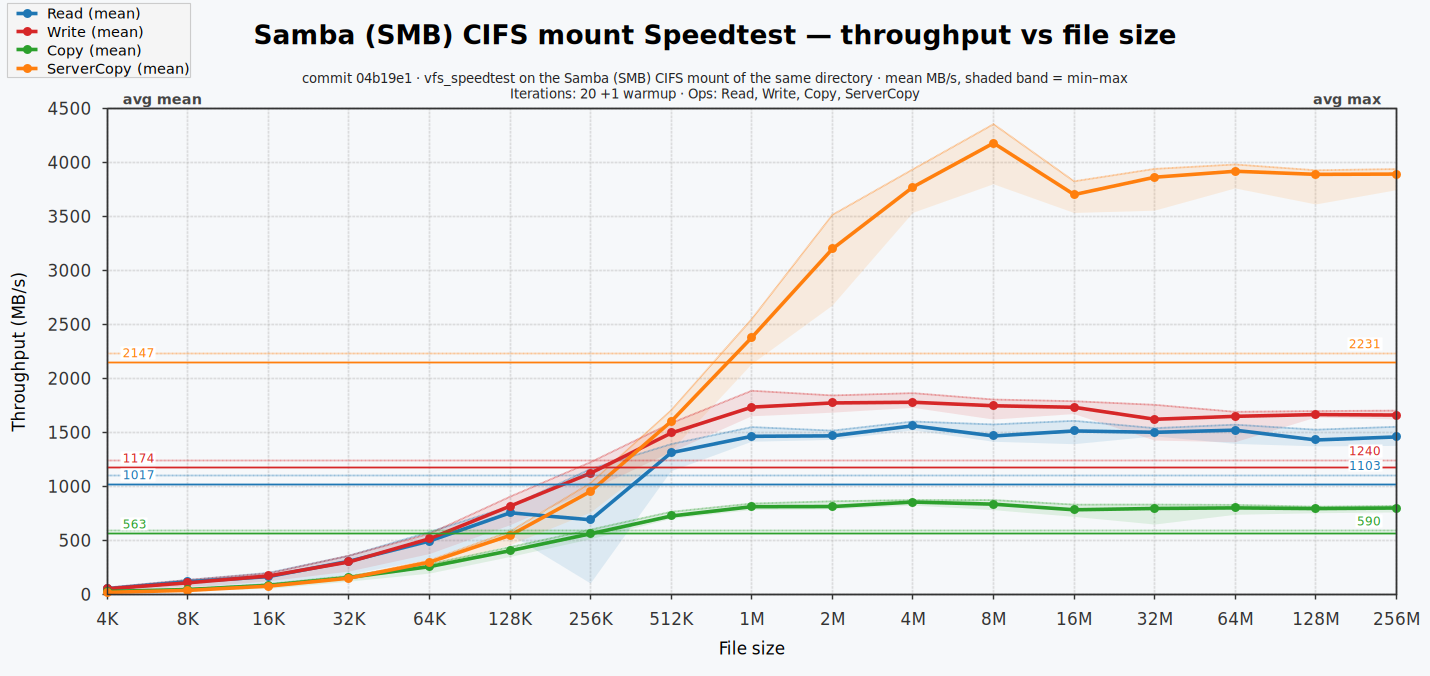 Read (mean)
Write (mean)
Copy (mean)
ServerCopy (mean)
Samba (SMB) CIFS mount Speedtest — throughput vs file size
commit 04b19e1 · vfs_speedtest on the Samba (SMB) CIFS mount of the same directory · mean MB/s, shaded band = min–max
Iterations: 20 +1 warmup · Ops: Read, Write, Copy, ServerCopy
avg mean
avg max
4500
4000
3500
3000
2500
2000
1500
1000
500
0
Throughput (MB/s)
2147
2231
1174
1240
1017
1103
563
590
4K 8K 16K 32K 64K 128K 256K 512K 1M 2M 4M 8M 16M 32M 64M 128M 256M
File size